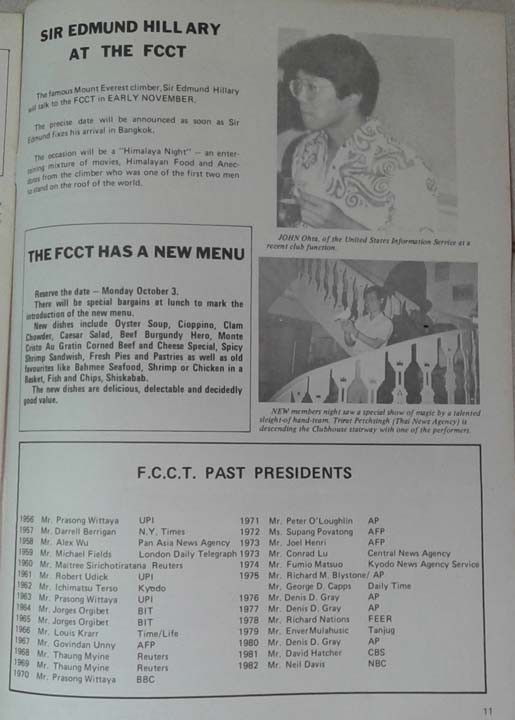 SIR EDMUND HILLARY
AT THE FCCT
The famous Mount Everest climber, Sir Edmund Hillary
will talk to the FCCT in EARLY NOVEMBER.
The precise date will be announced as soon as Sir
Edmund fixes his arrival in Bangkok.
The occasion will be a "Himalaya Night" — an enter-
taining mixture of movies, Himalayan Food and Anec-
dotes from the climber who was one of the first two men
to stand on the roof of the world.
JOHN Ohta, of the United States Information Service at a
recent club function.
THE FCCT HAS A NEW MENU
Reserve the date — Monday October 3.
There will be special bargains at lunch to mark the
introduction of the new menu.
New dishes include Oyster Soup, Cioppino, Clam
Chowder, Caesar Salad, Beef Burgundy Hero, Monte
Cristo Au Gratin Corned Beef and Cheese Special, Spicy
Shrimp Sandwish, Fresh Pies and Pastries as well as old
favourites like Bahmee Seafood, Shrimp or Chicken in a
Basket, Fish and Chips, Shiskabab.
The new dishes are delicious, delectable and decidedly
good value.
NEW members night saw a special show of magic by a talented
sleight-of hand-team. Trirat Petchsingh (Thai News Agency) is
descending the Clubhouse stairway with one of the performers.
F.C.C.T. PAST PRESIDENTS
1956 Mr. Prasong Wittaya UPI
1957 Mr. Darrell Berrigan N.Y. Times
1958 Mr. Alex Wu Pan Asia News Agency
1959 Mr. Michael Fields London Daily Telegraph
1960 Mr. Maitree Sirichotiratana Reuters
1961 Mr. Robert Udick UPI
1962 Mr. Ichimatsu Terso Kyodo
1963 Mr. Prasong Wittaya UPI
1964 Mr. Jorges Orgibet BIT
1965 Mr. Jorges Orgibet BIT
1966 Mr. Louis Krarr Time/Life
1967 Mr. Govindan Unny AFP
1968 Mr. Thaung Myine Reuters
1969 Mr. Thaung Myine Reuters
1970 Mr. Prasong Wittaya BBC
1971 Mr. Peter O'Loughlin AP
1972 Ms. Supang Povatong AFP
1973 Mr. Joel Henri AFP
1973 Mr. Conrad Lu Central News Agency
1974 Mr. Fumio Matsuo Kyodo News Agency Service
1975 Mr. Richard M. Blystone/ AP
Mr. George D. Capps Daily Time
1976 Mr. Denis D. Gray AP
1977 Mr. Denis D. Gray AP
1978 Mr. Richard Nations FEER
1979 Mr. Enver Mulahusic Tanjug
1980 Mr. Denis D. Gray AP
1981 Mr. David Hatcher CBS
1982 Mr. Neil Davis NBC
11